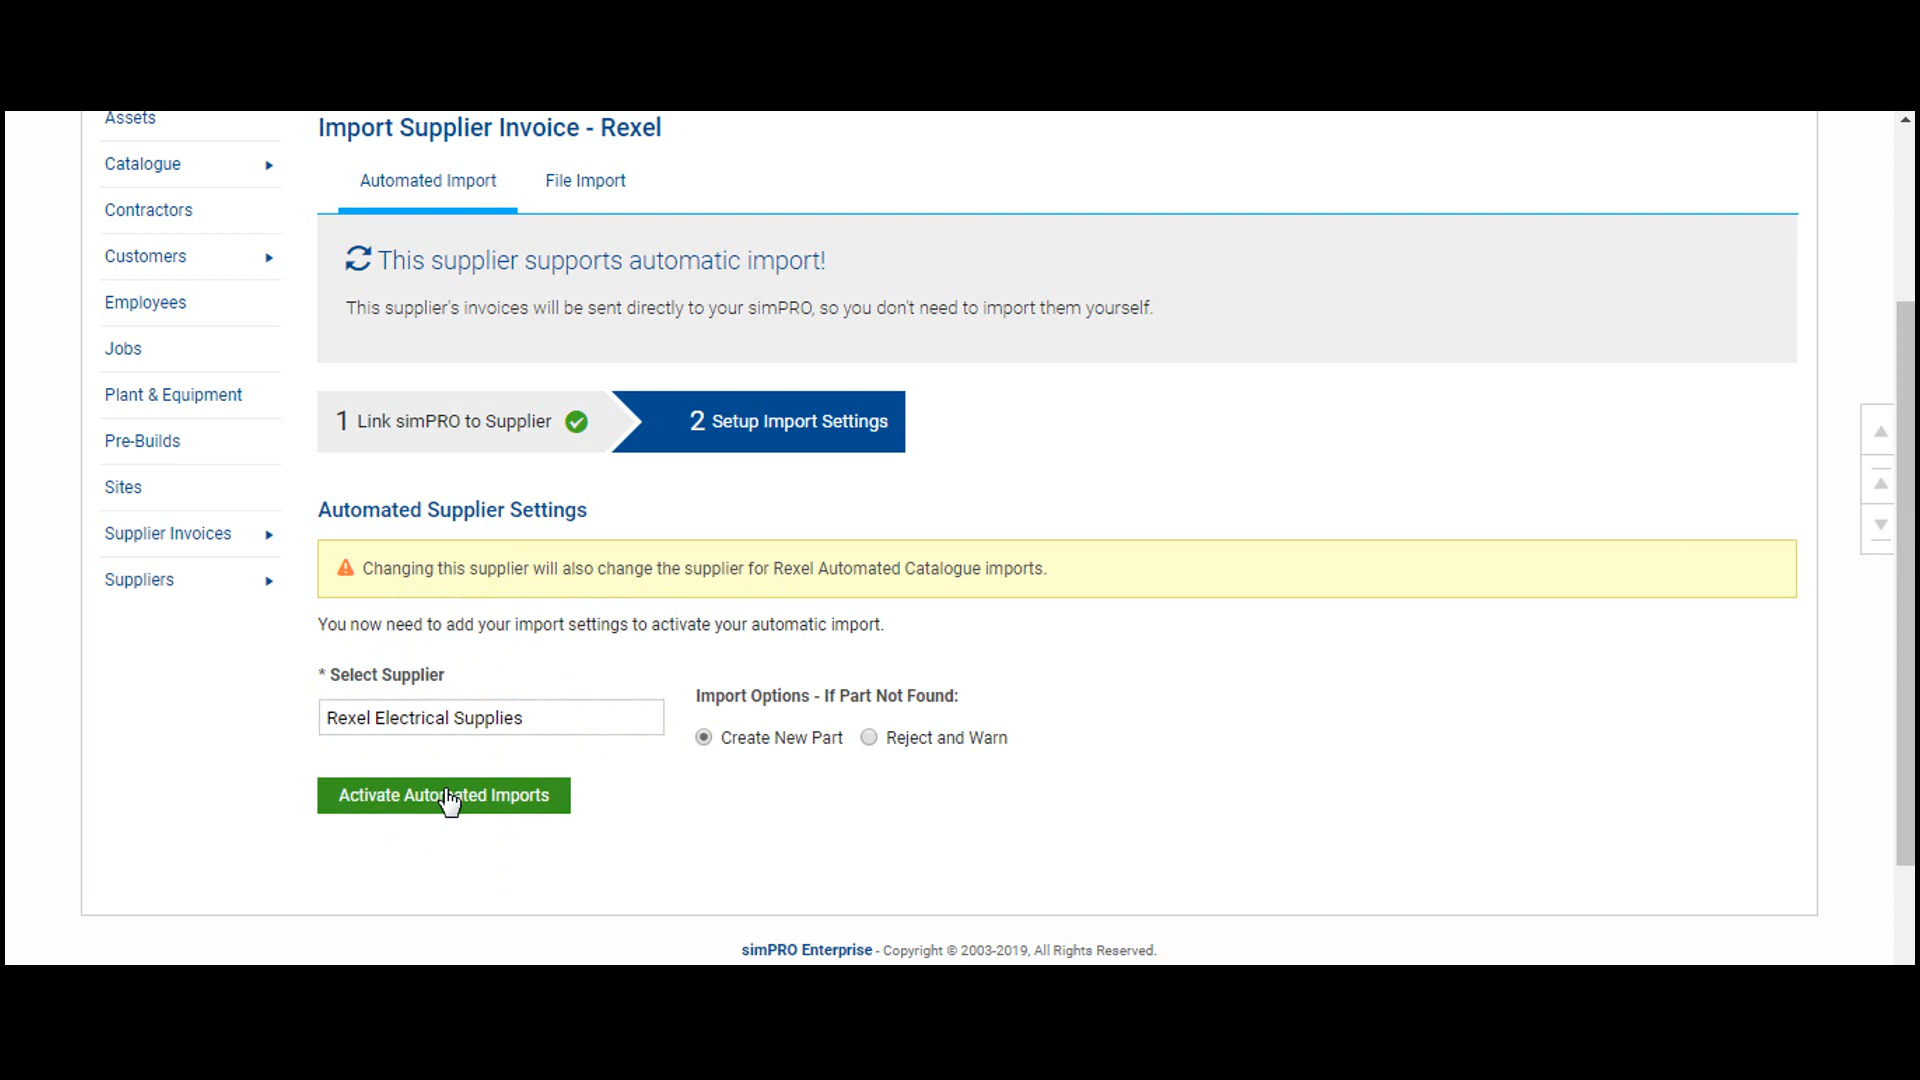 Assets
Catalogue
Contractors
Customers
Employees
Jobs
Plant & Equipment
Pre-Builds
Sites
Supplier Invoices
Suppliers
Import Supplier Invoice - Rexel
Automated Import File Import
This supplier supports automatic import!
This supplier's invoices will be sent directly to your simPRO, so you don't need to import them yourself.
1 Link simPRO to Supplier 2 Setup Import Settings
Automated Supplier Settings
Changing this supplier will also change the supplier for Rexel Automated Catalogue imports.
You now need to add your import settings to activate your automatic import.
* Select Supplier
Rexel Electrical Supplies
Import Options - If Part Not Found:
Create New Part Reject and Warn
Activate Automated Imports
simPRO Enterprise - Copyright © 2003-2019, All Rights Reserved.